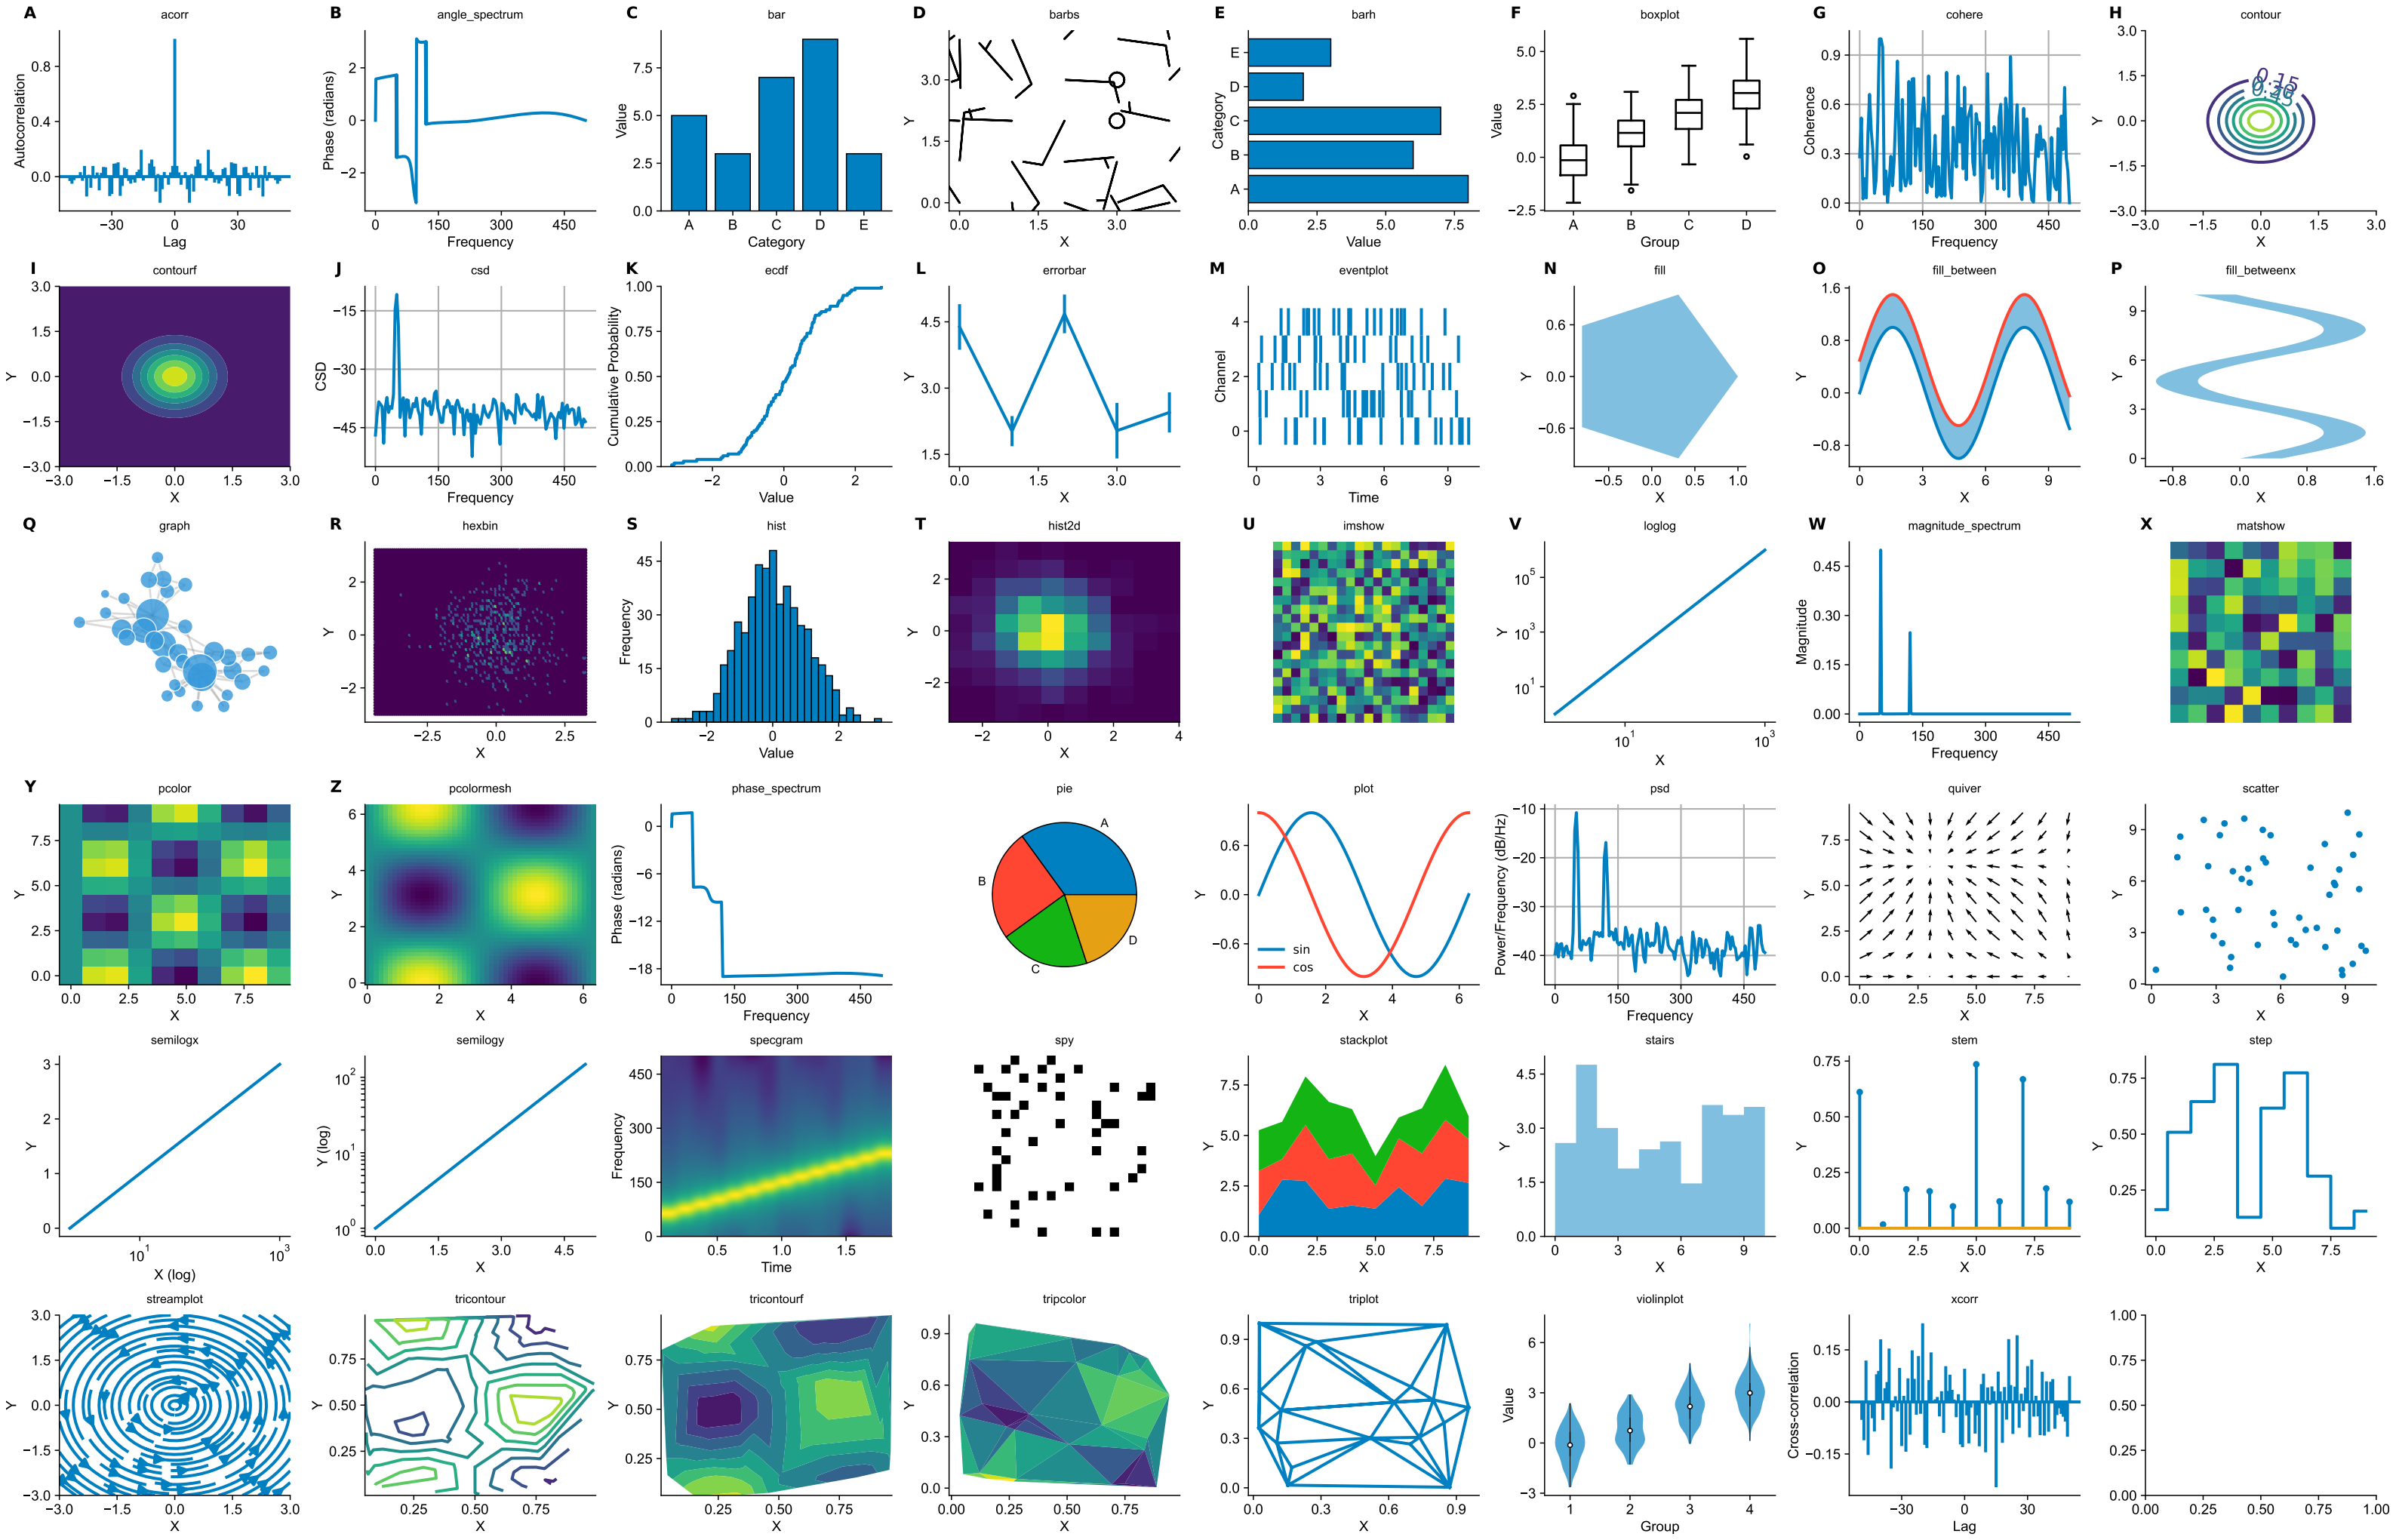 A acorr
Autocorrelation
0.8
0.4
0.0
−30 0 30
Lag
B angle_spectrum
Phase (radians)
2
0
−2
0 150 300 450
Frequency
C bar
Value
7.5
5.0
2.5
0.0
A B C D E
Category
D barbs
Y
3.0
1.5
0.0
0.0 1.5 3.0
X
E barh
Category
E
D
C
B
A
0.0 2.5 5.0 7.5
Value
F boxplot
Value
5.0
2.5
0.0
−2.5
A B C D
Group
G cohere
Coherence
0.9
0.6
0.3
0.0
0 150 300 450
Frequency
H contour
Y
3.0
1.5
0.0
−1.5
−3.0
0.15
−3.0 −1.5 0.0 1.5 3.0
X
I contourf
Y
3.0
1.5
0.0
−1.5
−3.0
−3.0 −1.5 0.0 1.5 3.0
X
J csd
CSD
−15
−30
−45
0 150 300 450
Frequency
K ecdf
Cumulative Probability
1.00
0.75
0.50
0.25
0.00
−2 0 2
Value
L errorbar
Y
4.5
3.0
1.5
0.0 1.5 3.0
X
M eventplot
Channel
4
2
0
0 3 6 9
Time
N fill
Y
0.6
0.0
−0.6
−0.5 0.0 0.5 1.0
X
O fill_between
Y
1.6
0.8
0.0
−0.8
0 3 6 9
X
P fill_betweenx
Y
9
6
3
0
−0.8 0.0 0.8 1.6
X
Q graph
R hexbin
Y
2
0
−2
−2.5 0.0 2.5
X
S hist
Frequency
45
30
15
0
−2 0 2
Value
T hist2d
Y
2
0
−2
−2 0 2 4
X
U imshow
V loglog
Y
10^5
10^3
10^1
10^1 10^3
X
W magnitude_spectrum
Magnitude
0.45
0.30
0.15
0.00
0 150 300 450
Frequency
X matshow
Y pcolor
Y
7.5
5.0
2.5
0.0
0.0 2.5 5.0 7.5
X
Z pcolormesh
Y
6
4
2
0
0 2 4 6
X
phase_spectrum
Phase (radians)
0
−6
−12
−18
0 150 300 450
Frequency
pie
A
B
C
D
plot
Y
0.6
0.0
−0.6
sin
cos
0 2 4 6
X
psd
Power/Frequency (dB/Hz)
−10
−20
−30
−40
0 150 300 450
Frequency
quiver
Y
7.5
5.0
2.5
0.0
0.0 2.5 5.0 7.5
X
scatter
Y
9
6
3
0
0 3 6 9
X
semilogx
Y
3
2
1
0
10^1 10^3
X (log)
semilogy
Y (log)
10^2
10^1
10^0
0.0 1.5 3.0 4.5
X
specgram
Frequency
450
300
150
0
0.5 1.0 1.5
Time
spy
stackplot
Y
7.5
5.0
2.5
0.0
0.0 2.5 5.0 7.5
X
stairs
Y
4.5
3.0
1.5
0.0
0 3 6 9
X
stem
Y
0.75
0.50
0.25
0.00
0.0 2.5 5.0 7.5
X
step
Y
0.75
0.50
0.25
0.0 2.5 5.0 7.5
X
streamplot
Y
3.0
1.5
0.0
−1.5
−3.0
−3.0 −1.5 0.0 1.5 3.0
X
tricontour
Y
0.75
0.50
0.25
0.25 0.50 0.75
X
tricontourf
Y
0.75
0.50
0.25
0.25 0.50 0.75
X
tripcolor
Y
0.9
0.6
0.3
0.0
0.00 0.25 0.50 0.75
X
triplot
Y
0.9
0.6
0.3
0.0
0.0 0.3 0.6 0.9
X
violinplot
Value
6
3
0
−3
1 2 3 4
Group
xcorr
Cross-correlation
0.15
0.00
−0.15
−30 0 30
Lag
1.00
0.75
0.50
0.25
0.00
0.00 0.25 0.50 0.75 1.00